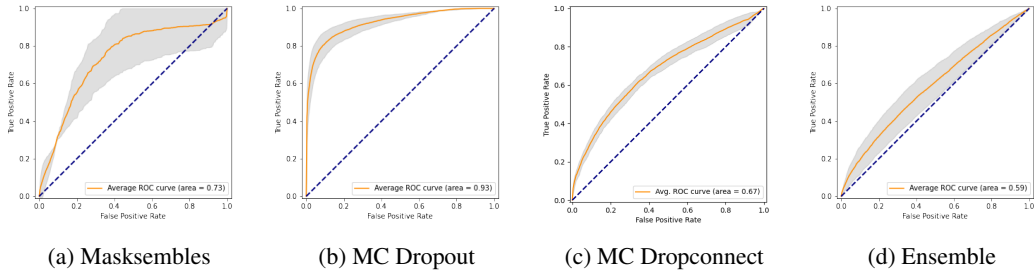 1.0
0.8
0.6
0.4
0.2
0.0
True Positive Rate
0.0 0.2 0.4 0.6 0.8 1.0
False Positive Rate
Average ROC curve (area = 0.73)
(a) Masksembles
1.0
0.8
0.6
0.4
0.2
0.0
True Positive Rate
0.0 0.2 0.4 0.6 0.8 1.0
False Positive Rate
Average ROC curve (area = 0.93)
(b) MC Dropout
1.0
0.8
0.6
0.4
0.2
0.0
True Positive Rate
0.0 0.2 0.4 0.6 0.8 1.0
False Positive Rate
Avg. ROC curve (area = 0.67)
(c) MC Dropconnect
1.0
0.8
0.6
0.4
0.2
0.0
True Positive Rate
0.0 0.2 0.4 0.6 0.8 1.0
False Positive Rate
Average ROC curve (area = 0.59)
(d) Ensemble